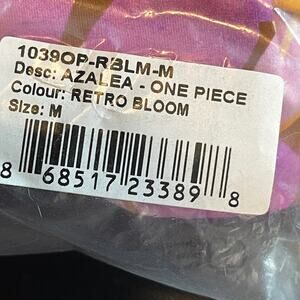 1039OP-RBLM-M
Desc: AZALEA - ONE PIECE
Colour: RETRO BLOOM
Size: M
8 68517 23389 8